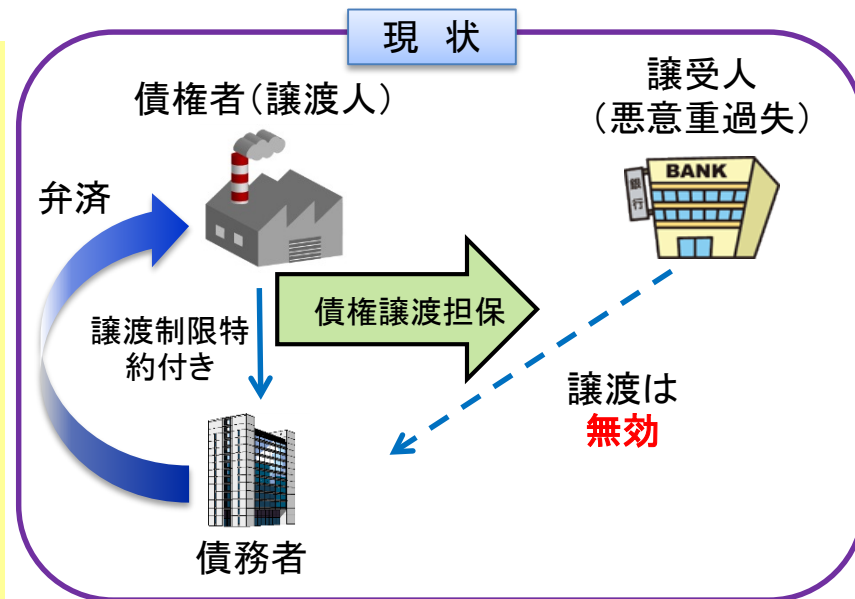 現 状
債権者（譲渡人）
譲受人
（悪意重過失）
BANK
銀
行
弁済
債権譲渡担保
譲渡制限特
約付き
譲渡は
無効
債務者